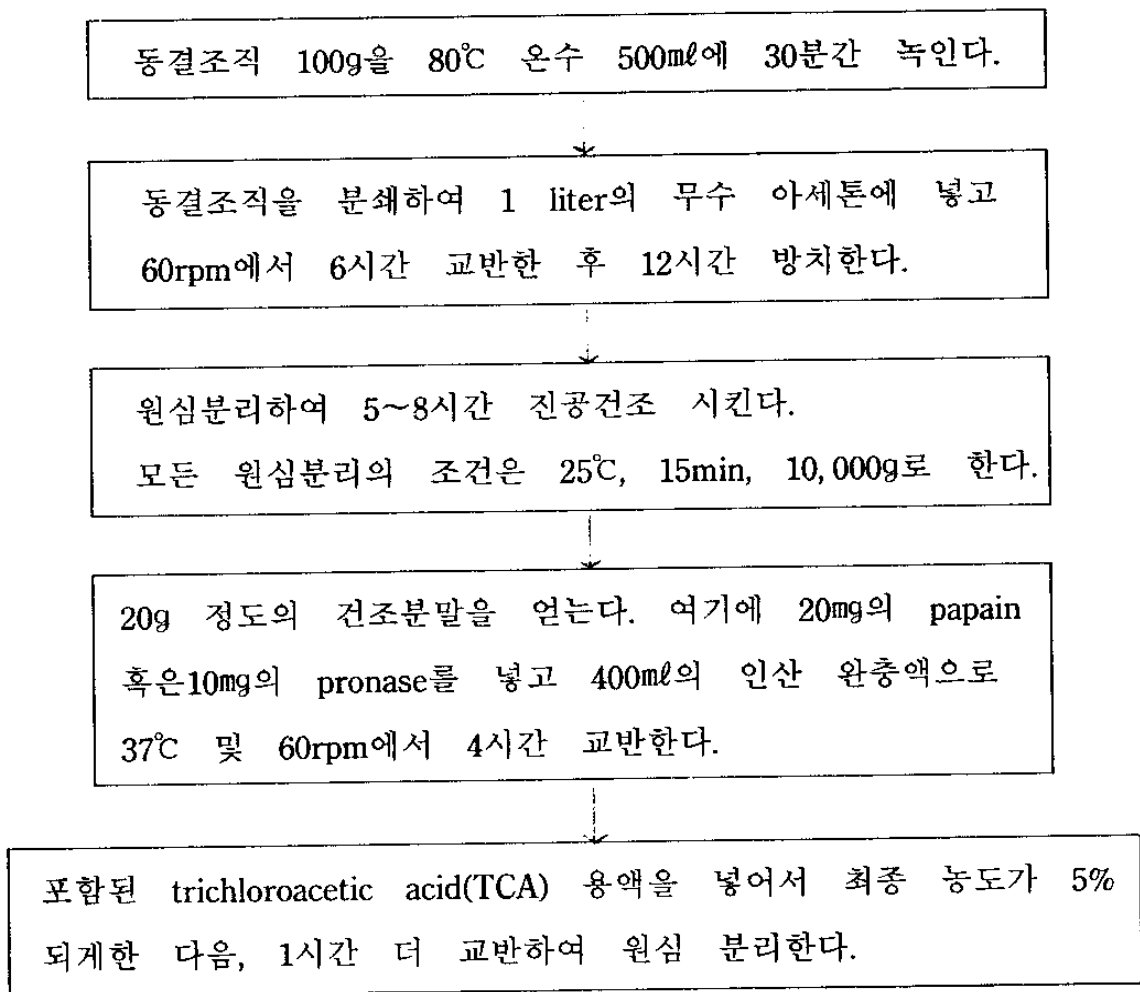 동결조직 100g을 80℃ 온수 500㎖에 30분간 녹인다.
동결조직을 분쇄하여 1 liter의 무수 아세톤에 넣고
60rpm에서 6시간 교반한 후 12시간 방치한다.
원심분리하여 5~8시간 진공건조 시킨다.
모든 원심분리의 조건은 25℃, 15min, 10,000g로 한다.
20g 정도의 건조분말을 얻는다. 여기에 20㎎의 papain
혹은10㎎의 pronase를 넣고 400㎖의 인산 완충액으로
37℃ 및 60rpm에서 4시간 교반한다.
포함된 trichloroacetic acid(TCA) 용액을 넣어서 최종 농도가 5%
되게한 다음, 1시간 더 교반하여 원심 분리한다.